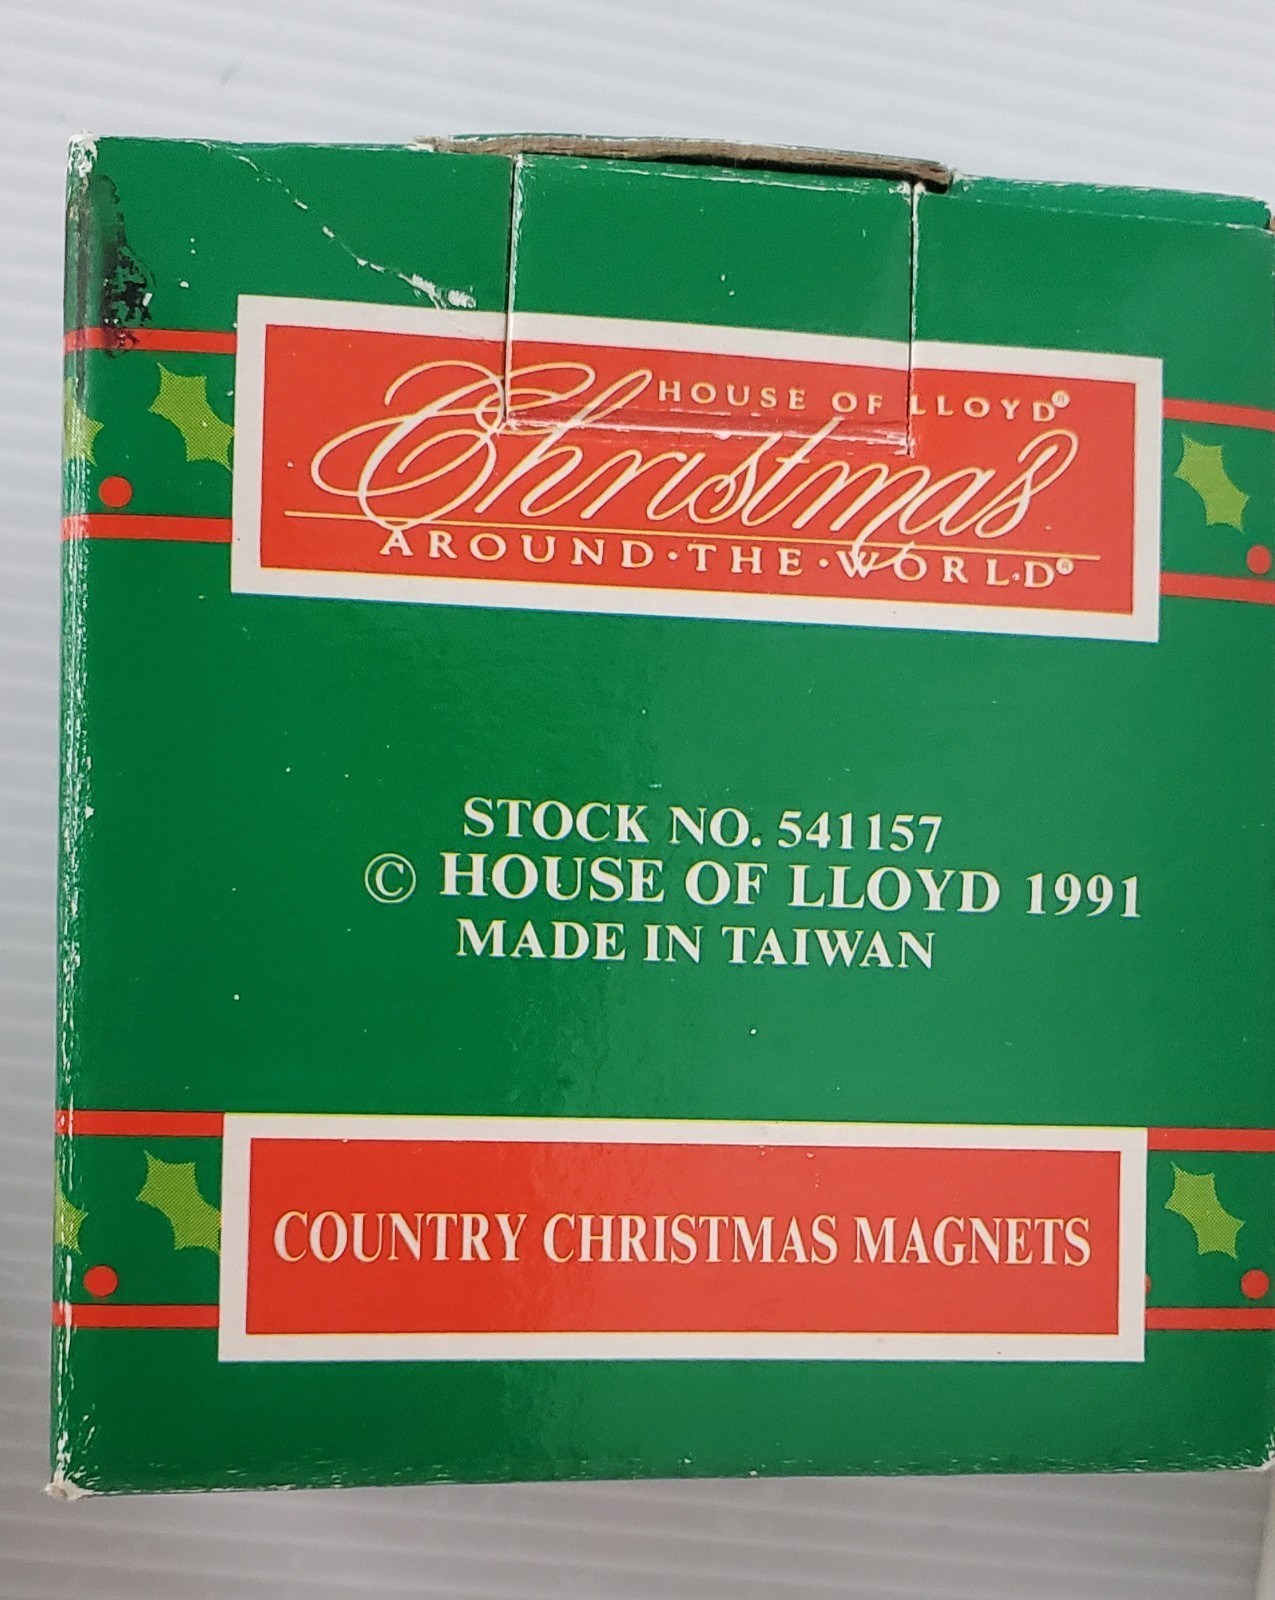 HOUSE OF LLOYD®
Christmas
AROUND·THE·WORLD®
STOCK NO. 541157
© HOUSE OF LLOYD 1991
MADE IN TAIWAN
COUNTRY CHRISTMAS MAGNETS